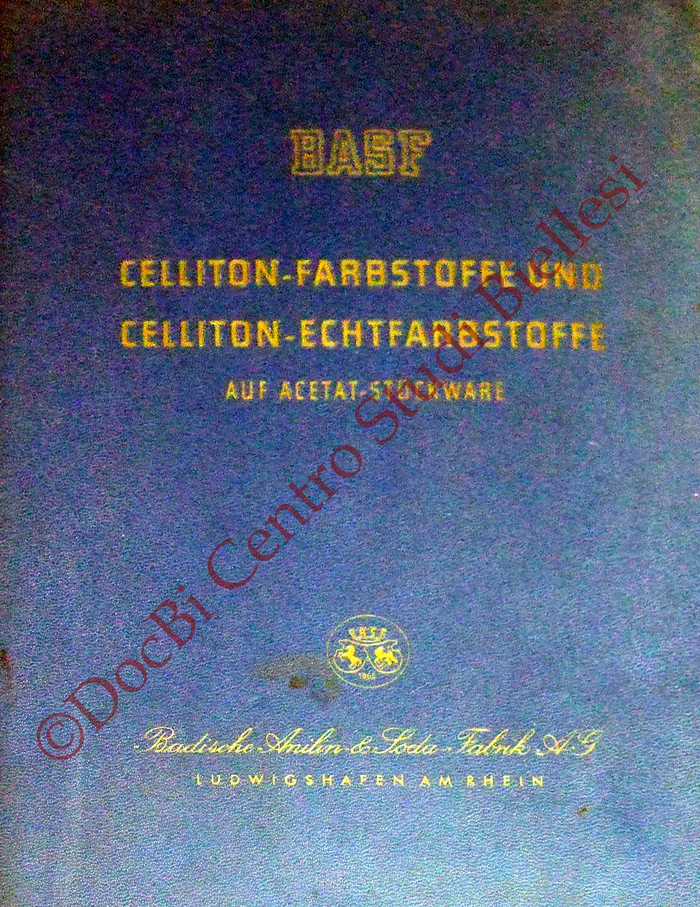 BASF
CELLITON-FARBSTOFFE UND
CELLITON-ECHTFARBSTOFFE
AUF ACETAT-STÜCKWARE
B.A.S.F.
1865
Badische Anilin- & Soda-Fabrik A.G
LUDWIGSHAFEN AM RHEIN
©DocBi Centro Studi Biellesi